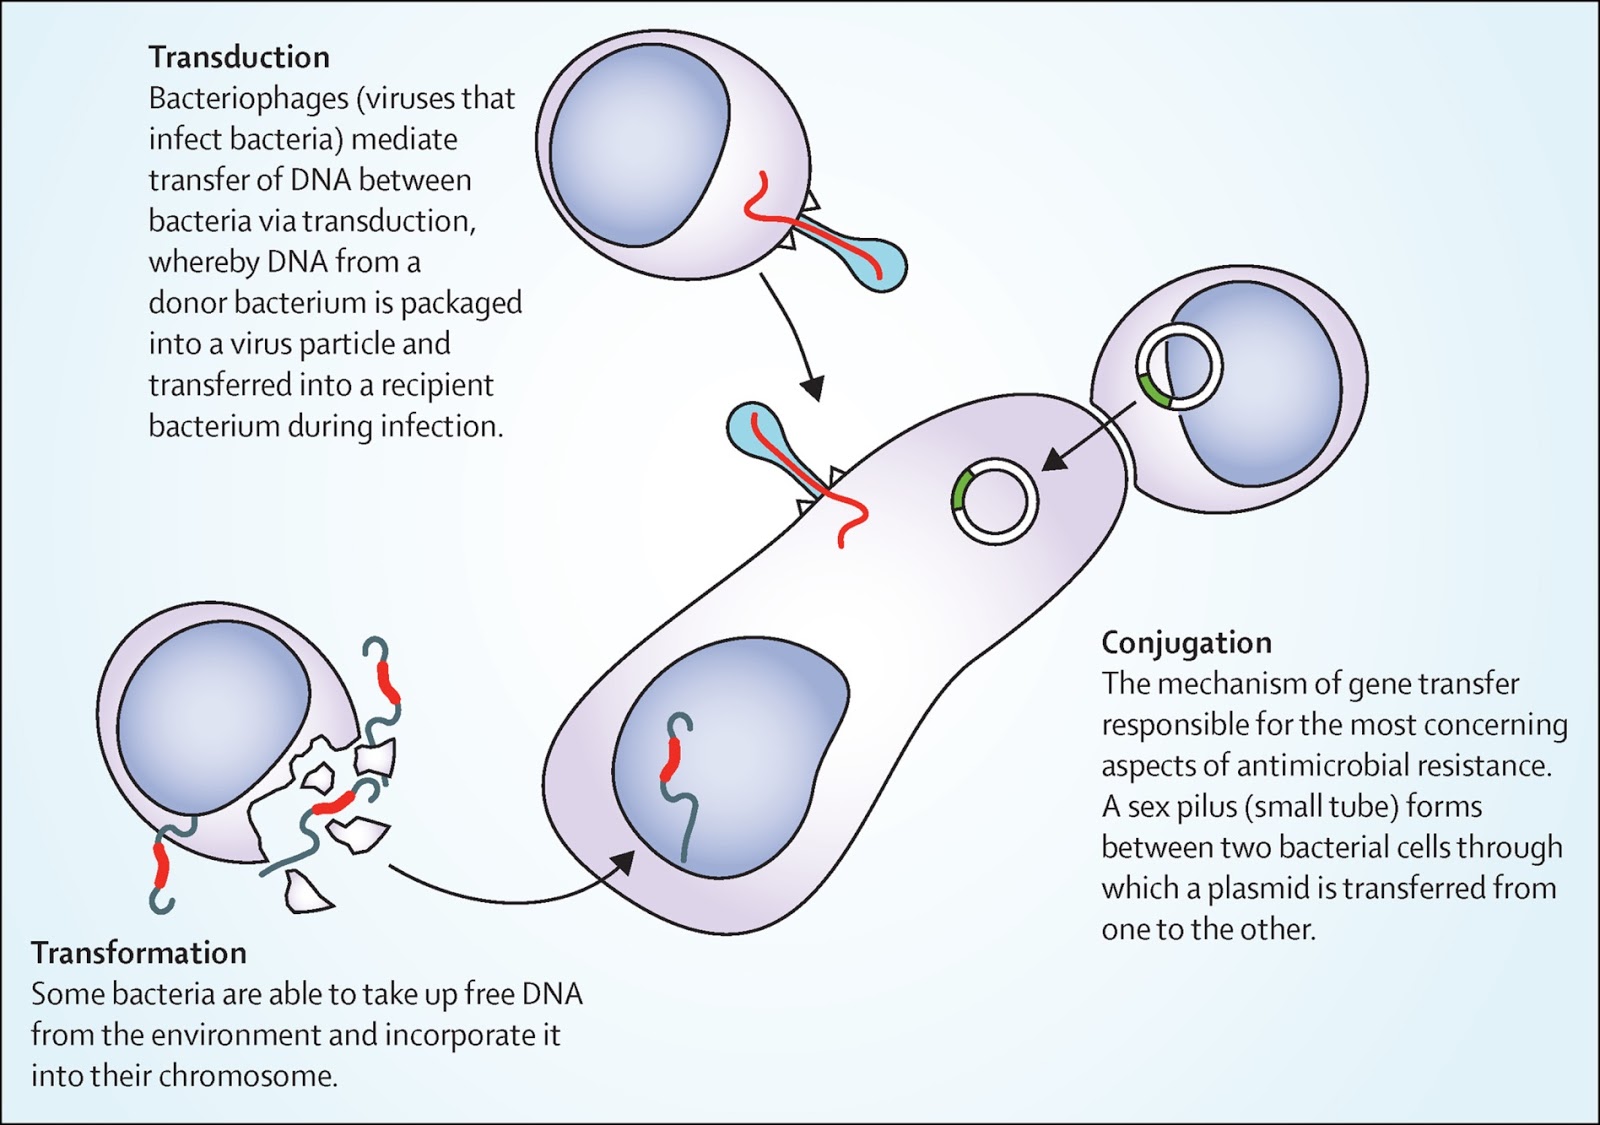 Transduction
Bacteriophages (viruses that
infect bacteria) mediate
transfer of DNA between
bacteria via transduction,
whereby DNA from a
donor bacterium is packaged
into a virus particle and
transferred into a recipient
bacterium during infection.
Conjugation
The mechanism of gene transfer
responsible for the most concerning
aspects of antimicrobial resistance.
A sex pilus (small tube) forms
between two bacterial cells through
which a plasmid is transferred from
one to the other.
Transformation
Some bacteria are able to take up free DNA
from the environment and incorporate it
into their chromosome.